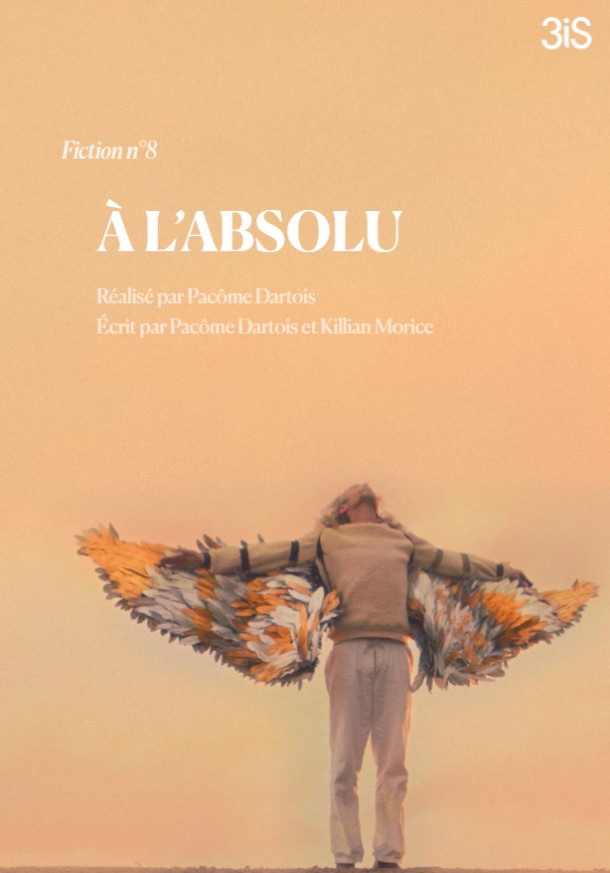 3iS
Fiction n°8
À L’ABSOLU
Réalisé par Pacôme Dartois
Écrit par Pacôme Dartois et Killian Morice